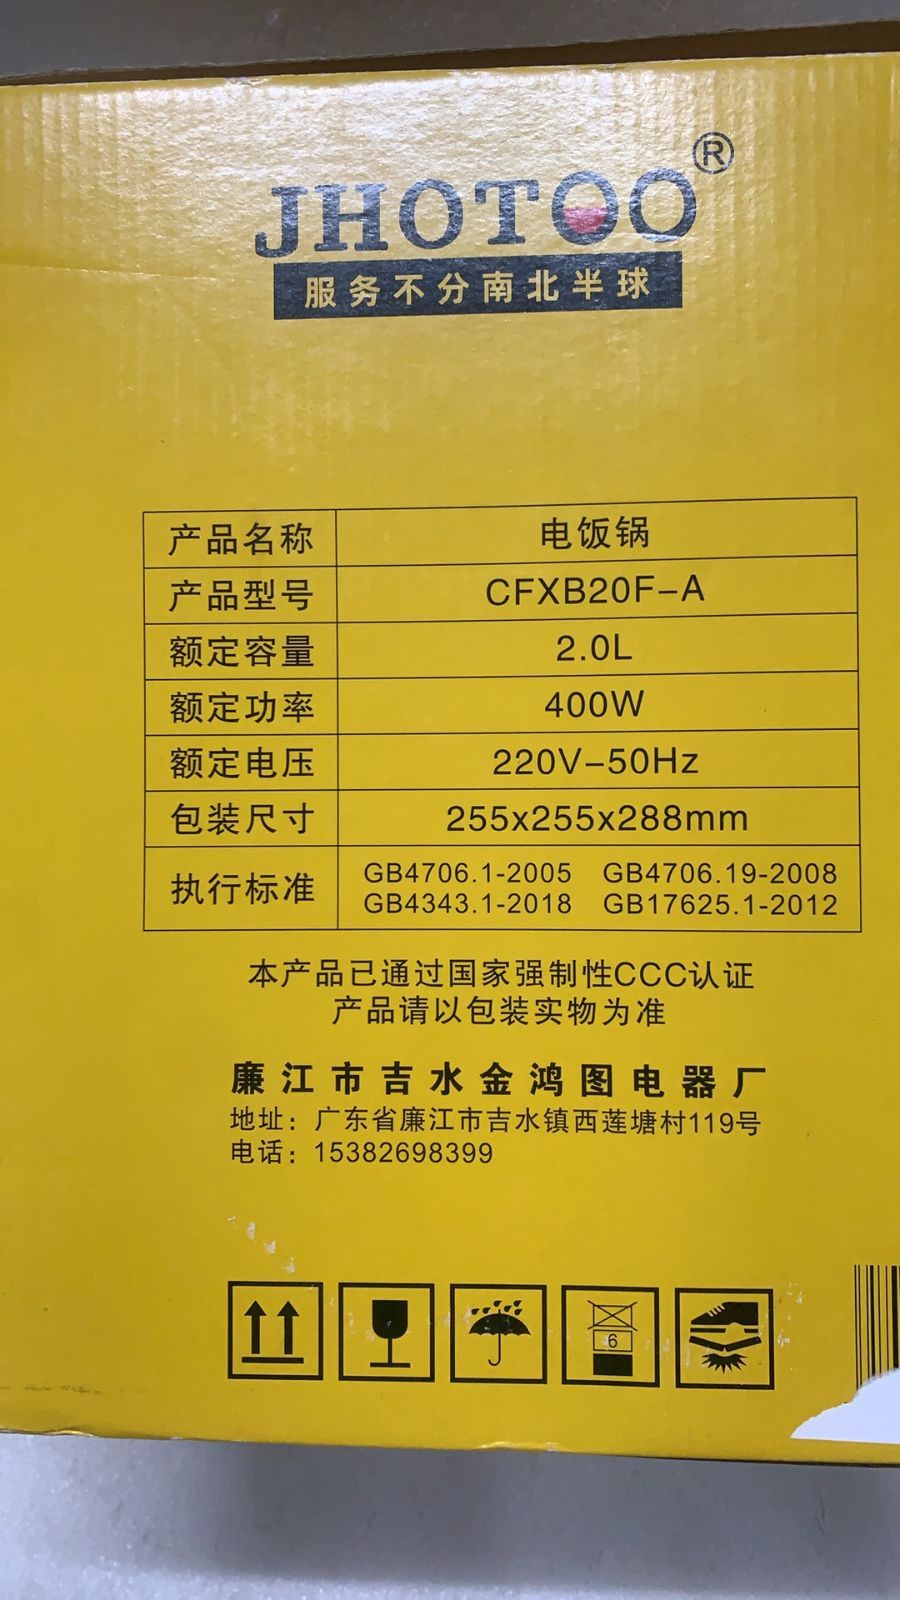 JHOTOO®
服务不分南北半球
产品名称 电饭锅
产品型号 CFXB20F-A
额定容量 2.0L
额定功率 400W
额定电压 220V-50Hz
包装尺寸 255x255x288mm
执行标准 GB4706.1-2005 GB4706.19-2008
GB4343.1-2018 GB17625.1-2012
本产品已通过国家强制性CCC认证
产品请以包装实物为准
廉江市吉水金鸿图电器厂
地址：广东省廉江市吉水镇西莲塘村119号
电话：15382698399
6